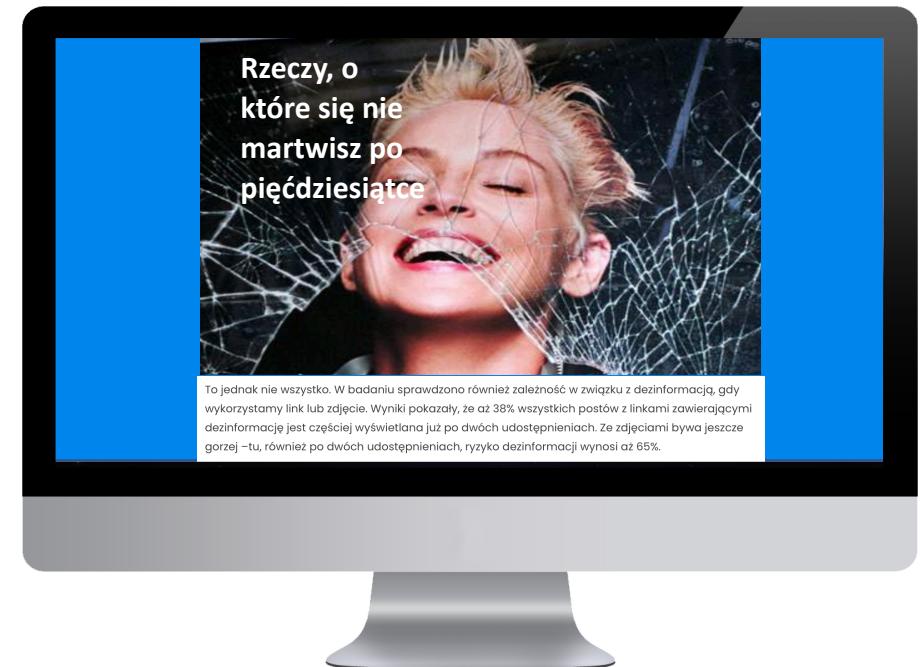 Rzeczy, o
które się nie
martwisz po
pięćdziesiątce
To jednak nie wszystko. W badaniu sprawdzono również zależność w związku z dezinformacją, gdy
wykorzystamy link lub zdjęcie. Wyniki pokazały, że aż 38% wszystkich postów z linkami zawierającymi
dezinformację jest częściej wyświetlana już po dwóch udostępnieniach. Ze zdjęciami bywa jeszcze
gorzej –tu, również po dwóch udostępnieniach, ryzyko dezinformacji wynosi aż 65%.